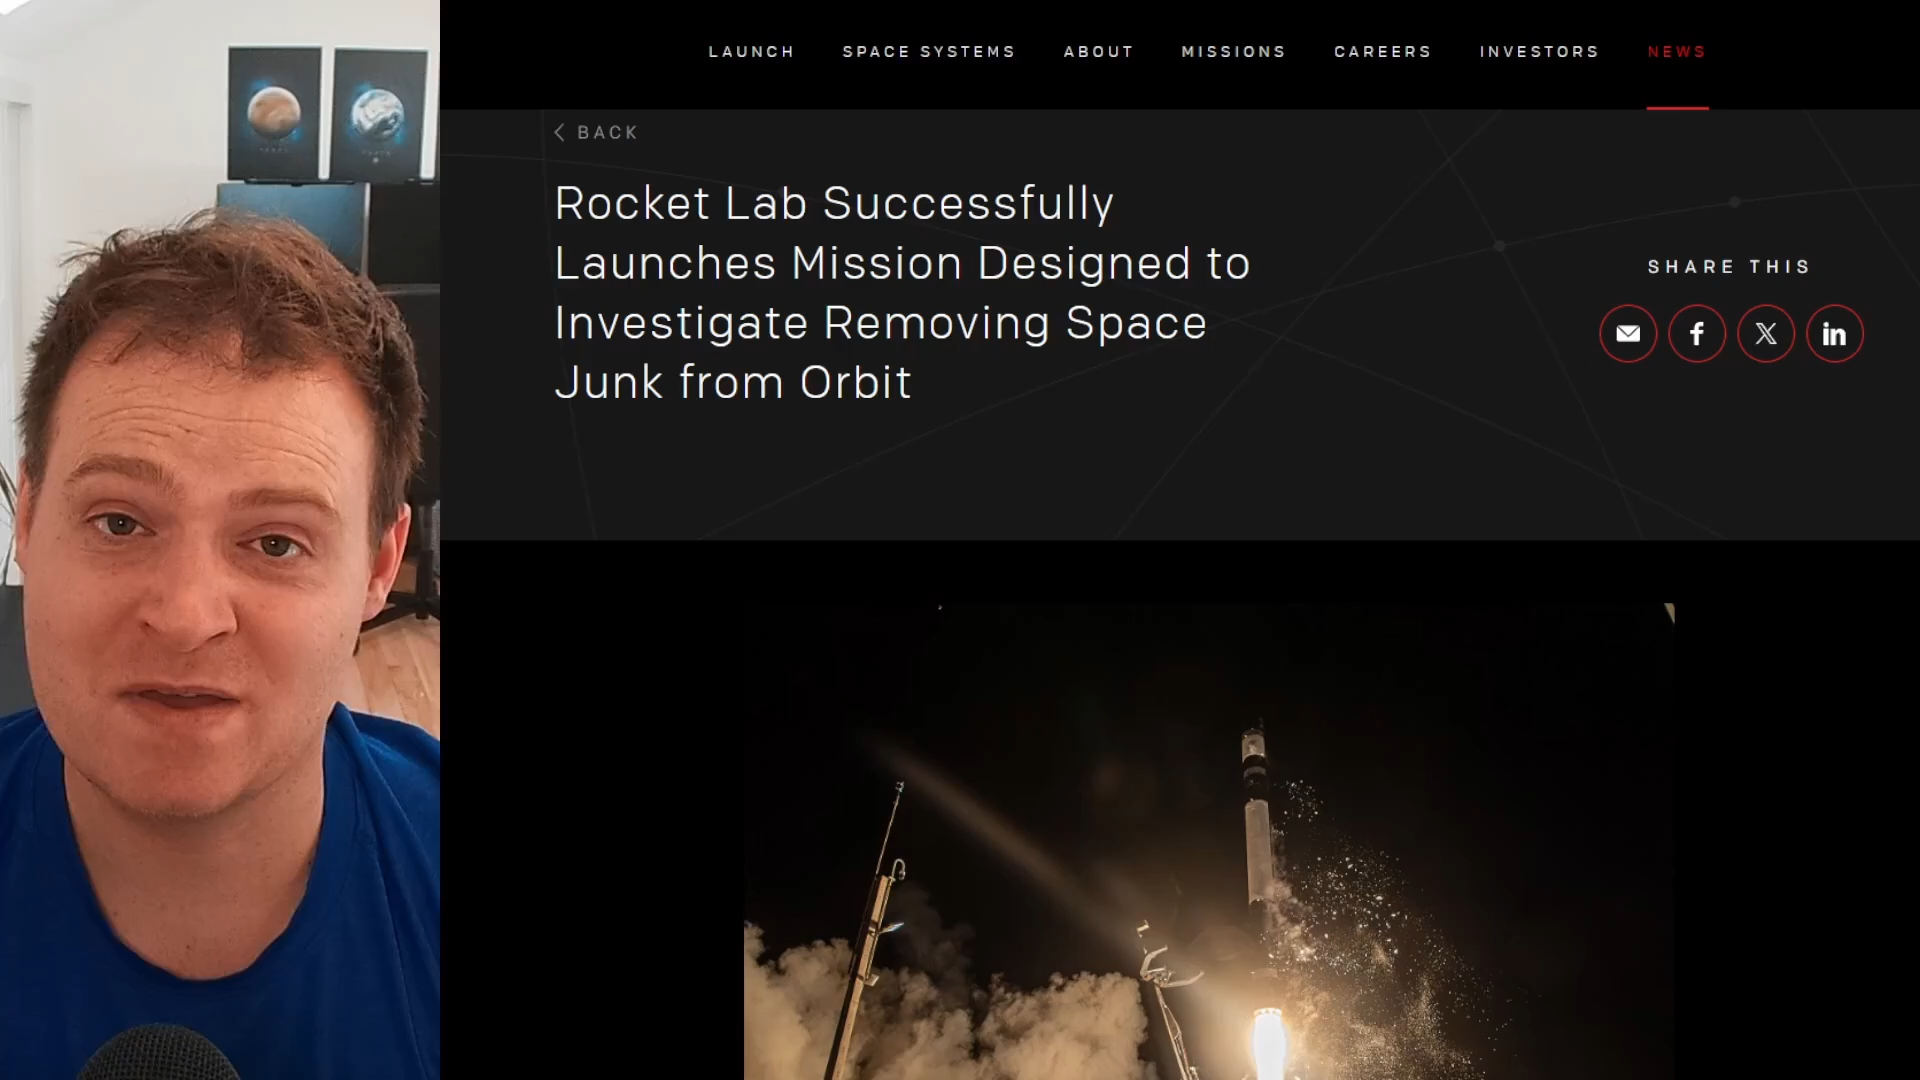 LAUNCH SPACE SYSTEMS ABOUT MISSIONS CAREERS INVESTORS NEWS
BACK
Rocket Lab Successfully
Launches Mission Designed to
Investigate Removing Space
Junk from Orbit
SHARE THIS